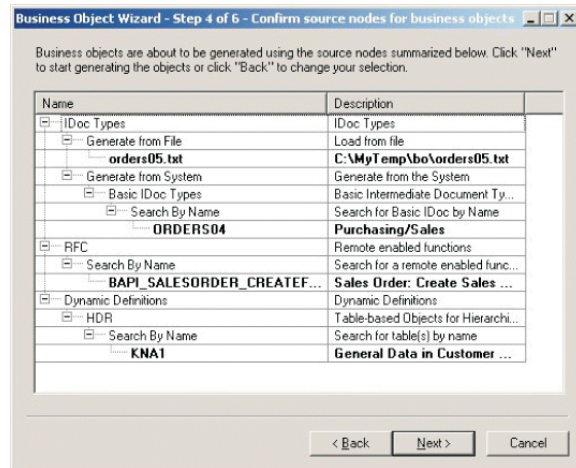 Business Object Wizard - Step 4 of 6 - Confirm source nodes for business objects
Business objects are about to be generated using the source nodes summarized below. Click "Next"
to start generating the objects or click "Back" to change your selection.
Name Description
IDoc Types IDoc Types
Generate from File Load from file
orders05.txt C:\MyTemp\bo\orders05.txt
Generate from System Generate from the System
Basic IDoc Types Basic Intermediate Document Ty...
Search By Name Search for Basic IDoc by Name
ORDERS04 Purchasing/Sales
RFC Remote enabled functions
Search By Name Search for a remote enabled func...
BAPI_SALESORDER_CREATEF... Sales Order: Create Sales ...
Dynamic Definitions Dynamic Definitions
HDR Table-based Objects for Hierarchi...
Search By Name Search for table(s) by name
KNA1 General Data in Customer ...
< Back Next > Cancel